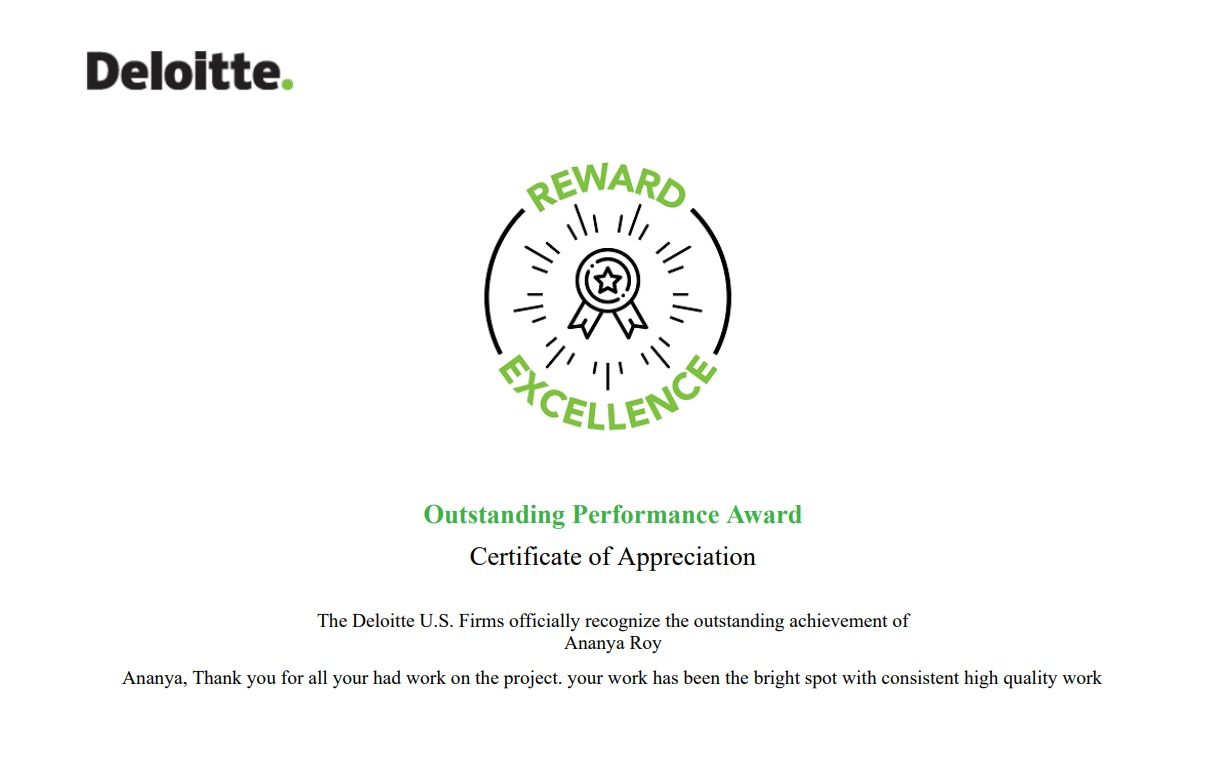 Deloitte.
REWARD
EXCELLENCE
Outstanding Performance Award
Certificate of Appreciation
The Deloitte U.S. Firms officially recognize the outstanding achievement of
Ananya Roy
Ananya, Thank you for all your had work on the project. your work has been the bright spot with consistent high quality work